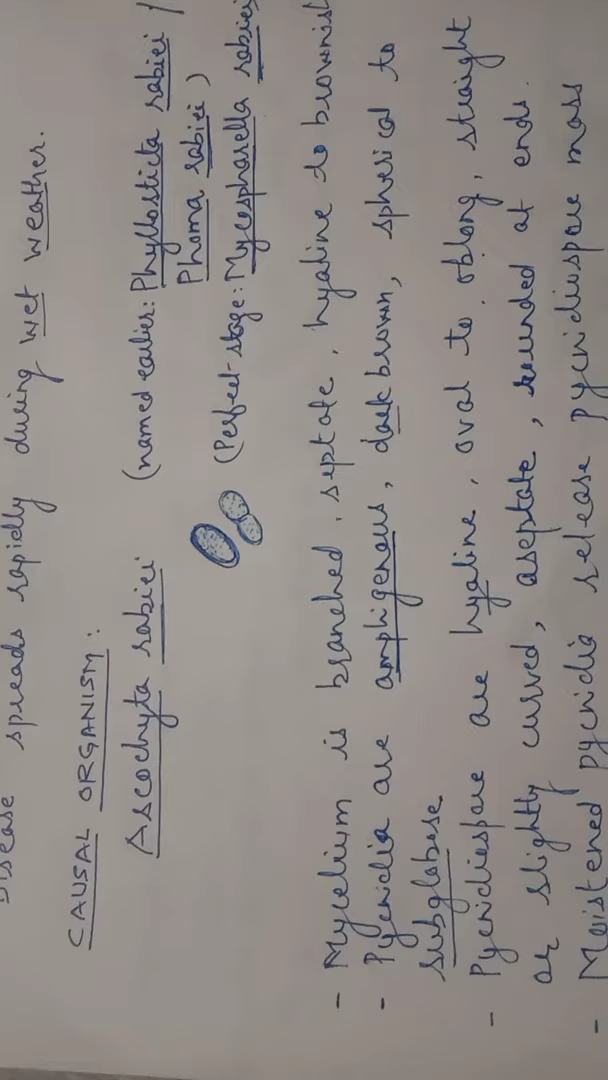 Disease spreads rapidly during wet weather.
CAUSAL ORGANISM:
Ascochyta rabiei (named earlier: Phyllosticta rabiei /
Phoma rabiei)
(Perfect stage: Mycosphaerella rabiei
- Mycelium is branched, septate, hyaline to brownish
- Pycnidia are amphigenous, dark brown, spherical to
subglobose
- Pycnidiospore are hyaline, oval to oblong, straight
or slightly curved, aseptate, rounded at ends.
- Moistened pycnidia release pycnidiospore mass